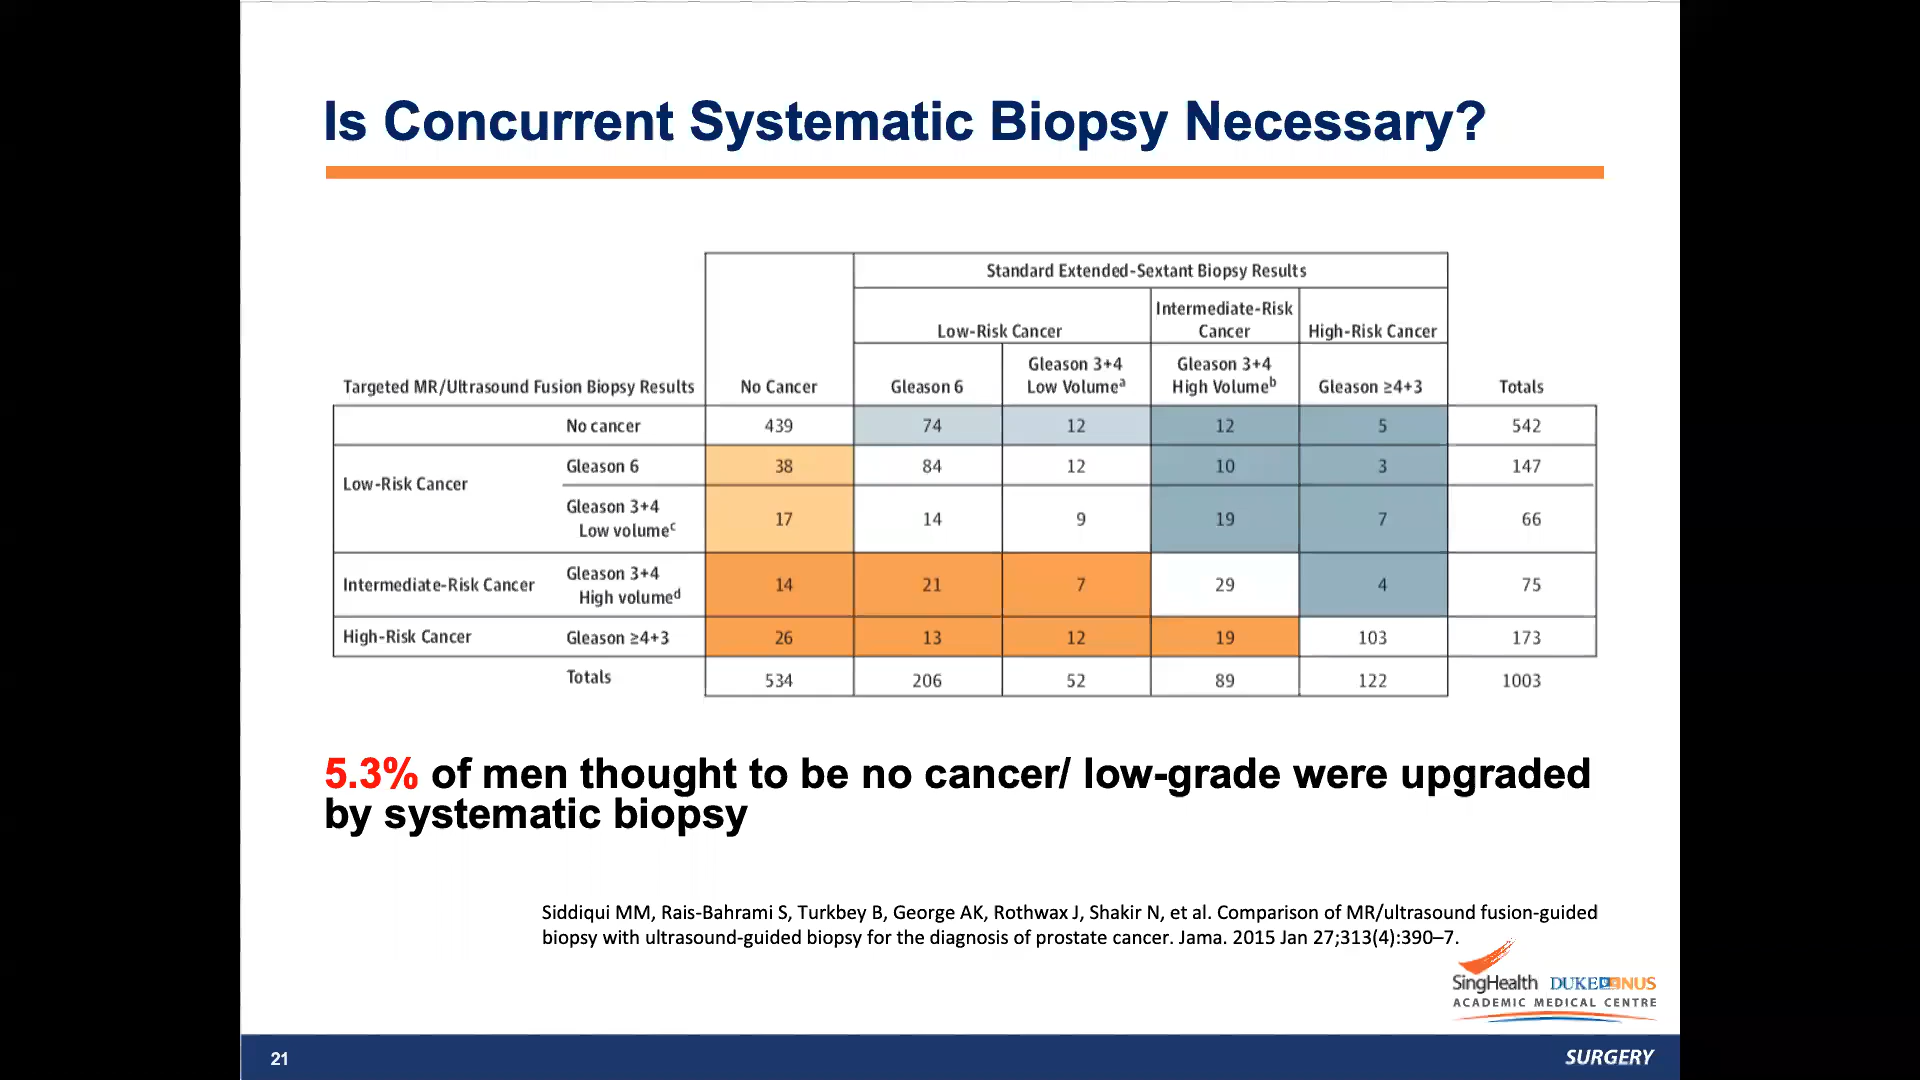 Is Concurrent Systematic Biopsy Necessary?
Standard Extended-Sextant Biopsy Results
Low-Risk Cancer Intermediate-Risk Cancer High-Risk Cancer
Targeted MR/Ultrasound Fusion Biopsy Results No Cancer Gleason 6 Gleason 3+4 Low Volumeᵃ Gleason 3+4 High Volumeᵇ Gleason ≥4+3 Totals
No cancer 439 74 12 12 5 542
Low-Risk Cancer Gleason 6 38 84 12 10 3 147
Gleason 3+4 Low volumeᶜ 17 14 9 19 7 66
Intermediate-Risk Cancer Gleason 3+4 High volumeᵈ 14 21 7 29 4 75
High-Risk Cancer Gleason ≥4+3 26 13 12 19 103 173
Totals 534 206 52 89 122 1003
5.3% of men thought to be no cancer/ low-grade were upgraded
by systematic biopsy
Siddiqui MM, Rais-Bahrami S, Turkbey B, George AK, Rothwax J, Shakir N, et al. Comparison of MR/ultrasound fusion-guided
biopsy with ultrasound-guided biopsy for the diagnosis of prostate cancer. Jama. 2015 Jan 27;313(4):390–7.
SingHealth DUKE NUS
ACADEMIC MEDICAL CENTRE
21
SURGERY